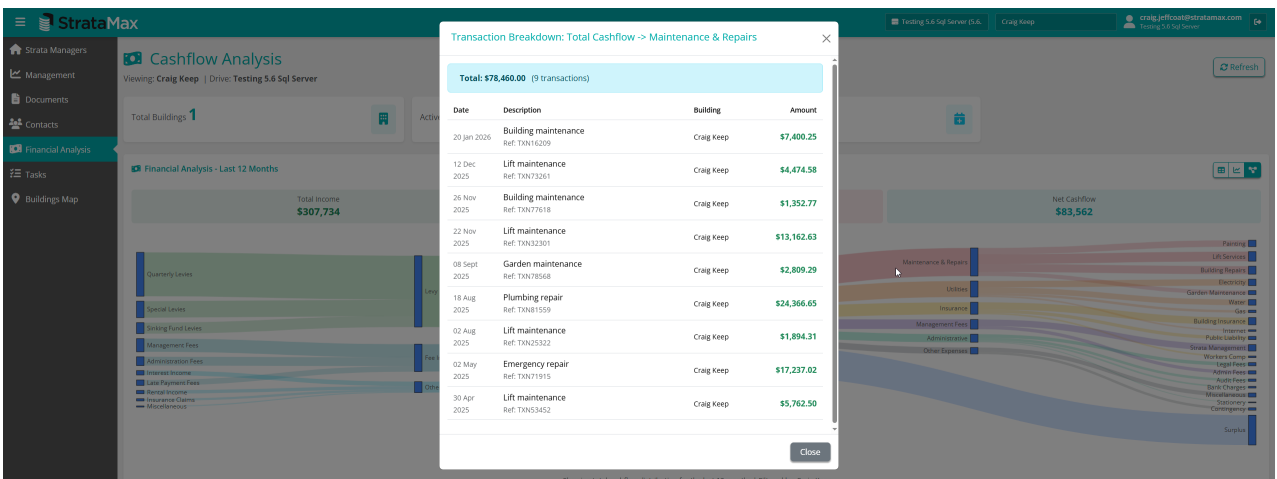 StrataMax
Testing 5.6 Sql Server (5.6.
Craig Keep
craig.jeffcoat@stratamax.com
Testing 5.6 Sql Server
Strata Managers
Management
Documents
Contacts
Financial Analysis
Tasks
Buildings Map
Cashflow Analysis
Viewing: Craig Keep | Drive: Testing 5.6 Sql Server
Refresh
Total Buildings 1
Activ
Financial Analysis - Last 12 Months
Total Income
$307,734
Net Cashflow
$83,562
Quarterly Levies
Special Levies
Sinking Fund Levies
Management Fees
Administration Fees
Interest Income
Late Payment Fees
Rental Income
Insurance Claims
Miscellaneous
Levy
Fee I
Othe
Transaction Breakdown: Total Cashflow -> Maintenance & Repairs
Total: $78,460.00 (9 transactions)
Date Description Building Amount
20 Jan 2026 Building maintenance Craig Keep $7,400.25
Ref: TXN16209
12 Dec 2025 Lift maintenance Craig Keep $4,474.58
Ref: TXN73261
26 Nov 2025 Building maintenance Craig Keep $1,352.77
Ref: TXN77618
22 Nov 2025 Lift maintenance Craig Keep $13,162.63
Ref: TXN32301
08 Sept 2025 Garden maintenance Craig Keep $2,809.29
Ref: TXN78568
18 Aug 2025 Plumbing repair Craig Keep $24,366.65
Ref: TXN81559
02 Aug 2025 Lift maintenance Craig Keep $1,894.31
Ref: TXN25322
02 May 2025 Emergency repair Craig Keep $17,237.02
Ref: TXN71915
30 Apr 2025 Lift maintenance Craig Keep $5,762.50
Ref: TXN53452
Close
Maintenance & Repairs
Utilities
Insurance
Management Fees
Administrative
Other Expenses
Painting
Lift Services
Building Repairs
Electricity
Garden Maintenance
Water
Gas
Building Insurance
Internet
Public Liability
Strata Management
Workers Comp
Legal Fees
Admin Fees
Audit Fees
Bank Charges
Miscellaneous
Stationery
Contingency
Surplus